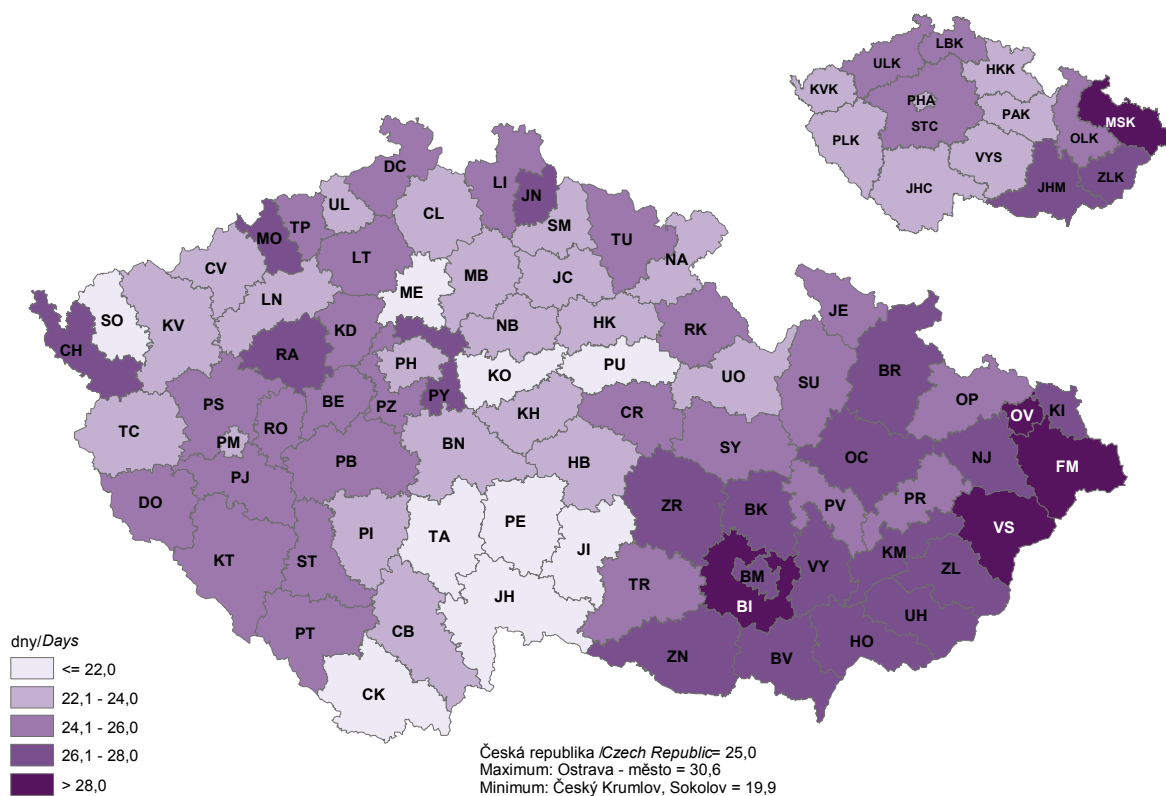 LBK
ULK
HKK
KVK
PHA
PAK
MSK
STC
OLK
PLK
VYS
ZLK
JHC
JHM
DC
LI
JN
UL
CL
SM
MO
TP
TU
LT
NA
CV
MB
JC
ME
LN
JE
SO
KV
NB
HK
KD
RK
CH
RA
PH
PU
BR
KO
UO
SU
PY
PS
BE
PZ
OP
OV
KI
KH
CR
RO
TC
PM
BN
SY
OC
NJ
FM
PB
HB
PJ
DO
ZR
BK
PR
PV
VS
PE
PI
TA
JI
KM
KT
ST
VY
ZL
BM
TR
JH
BI
UH
PT
CB
HO
ZN
BV
CK
dny/Days
<= 22,0
22,1 - 24,0
24,1 - 26,0
26,1 - 28,0
> 28,0
Česká republika /Czech Republic= 25,0
Maximum: Ostrava - město = 30,6
Minimum: Český Krumlov, Sokolov = 19,9